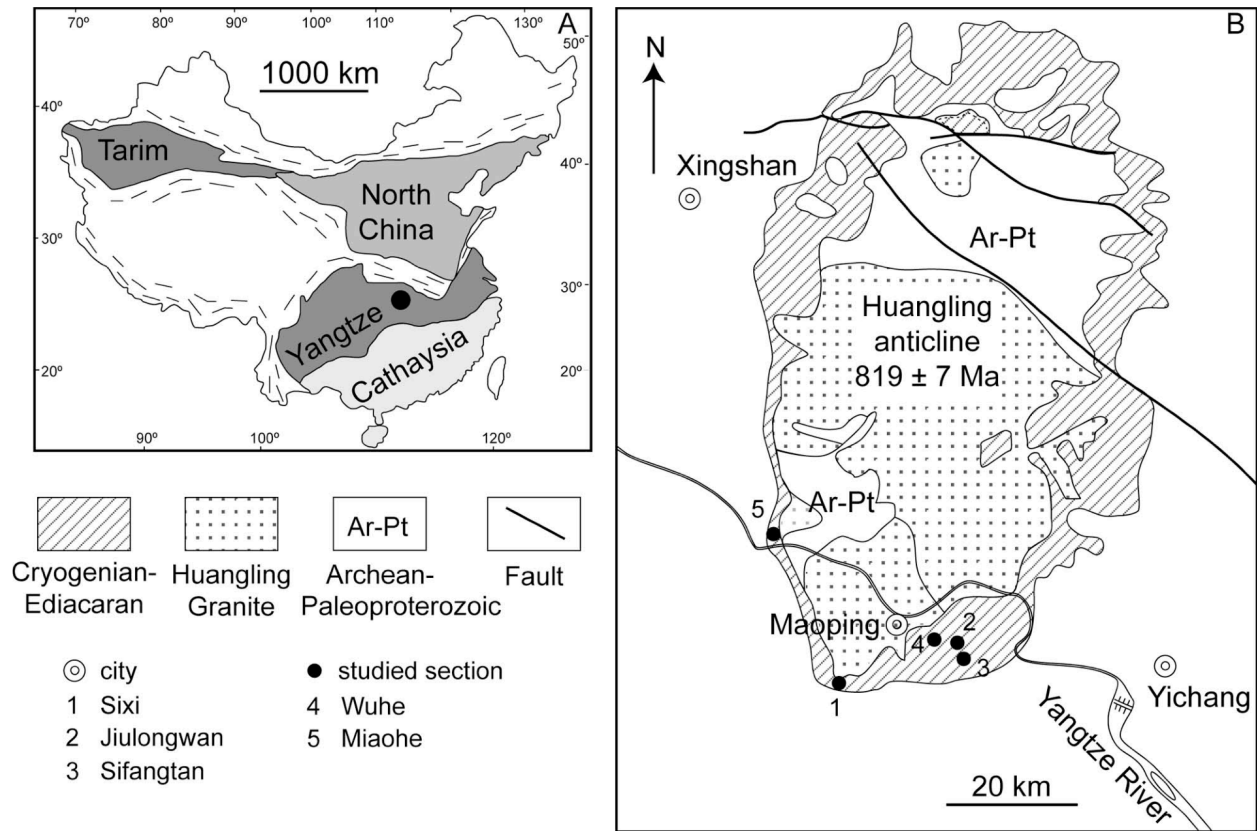 A
70º
80º
90º
100º
110º
120º
130º
50º
1000 km
40º
40º
Tarim
North
China
30º
30º
Yangtze
Cathaysia
20º
20º
90º
100º
120º
B
N
Xingshan
Ar-Pt
Huangling
anticline
819 ± 7 Ma
5
Ar-Pt
Maoping
4
2
3
1
Yichang
Yangtze River
20 km
Ar-Pt
Cryogenian-
Ediacaran
Huangling
Granite
Archean-
Paleoproterozoic
Fault
city
1 Sixi
2 Jiulongwan
3 Sifangtan
studied section
4 Wuhe
5 Miaohe